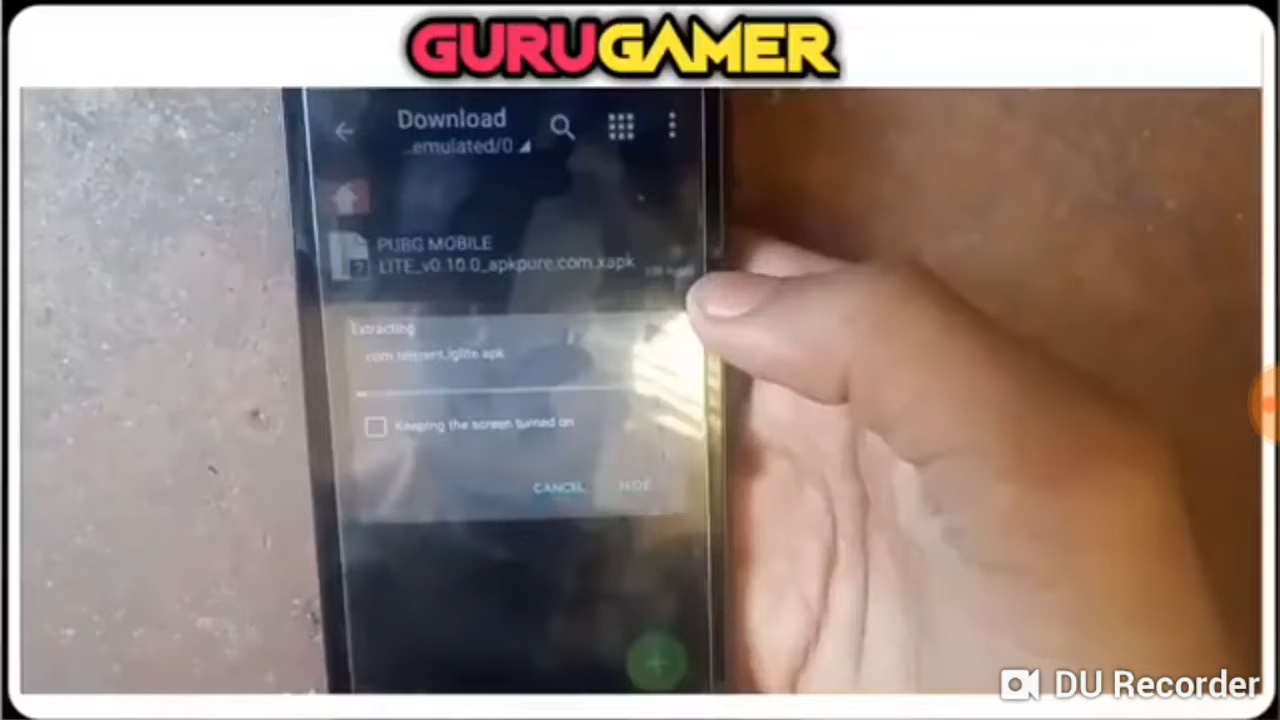 GURUGAMER
Download
...emulated/0
PUBG MOBILE
LITE_v0.10.0_apkpure.com.xapk
Extracting
Keeping the screen turned on
CANCEL
HIDE
DU Recorder